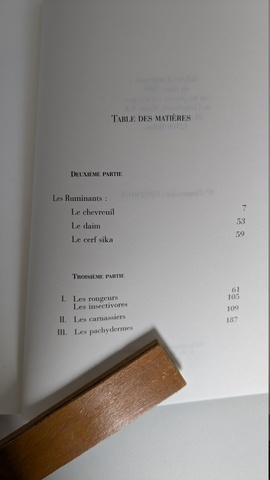 TABLE DES MATIÈRES
DEUXIÈME PARTIE
Les Ruminants :
Le chevreuil 7
Le daim 53
Le cerf sika 59
TROISIÈME PARTIE
I. Les rongeurs 61
Les insectivores 105
II. Les carnassiers 109
III. Les pachydermes 187